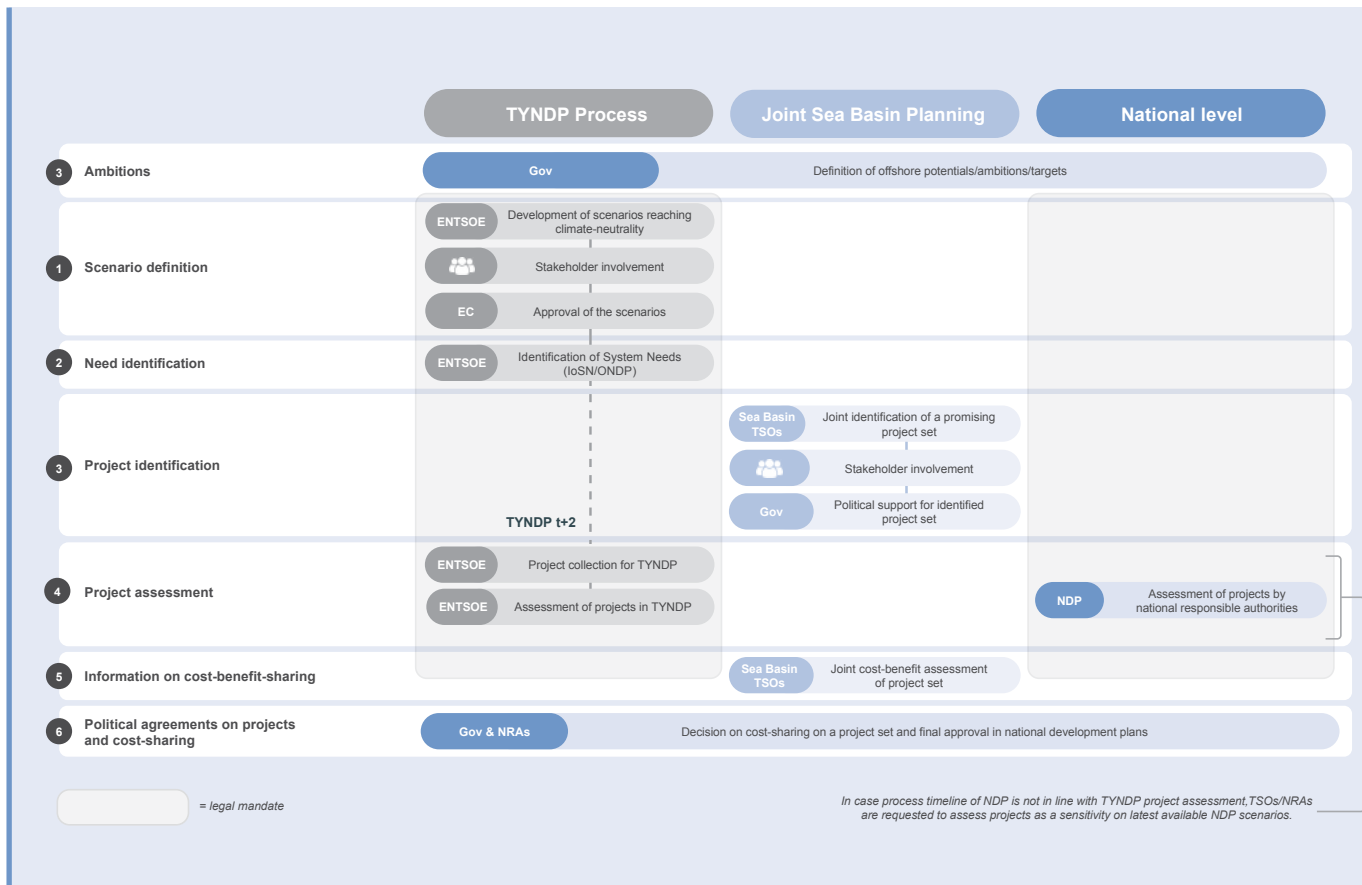 TYNDP Process
Joint Sea Basin Planning
National level
3
Ambitions
Gov
Definition of offshore potentials/ambitions/targets
1
Scenario definition
ENTSOE
Development of scenarios reaching
climate-neutrality
Stakeholder involvement
EC
Approval of the scenarios
2
Need identification
ENTSOE
Identification of System Needs
(IoSN/ONDP)
3
Project identification
Sea Basin
TSOs
Joint identification of a promising
project set
Stakeholder involvement
Gov
Political support for identified
project set
TYNDP t+2
4
Project assessment
ENTSOE
Project collection for TYNDP
ENTSOE
Assessment of projects in TYNDP
NDP
Assessment of projects by
national responsible authorities
5
Information on cost-benefit-sharing
Sea Basin
TSOs
Joint cost-benefit assessment
of project set
6
Political agreements on projects
and cost-sharing
Gov & NRAs
Decision on cost-sharing on a project set and final approval in national development plans
= legal mandate
In case process timeline of NDP is not in line with TYNDP project assessment,TSOs/NRAs
are requested to assess projects as a sensitivity on latest available NDP scenarios.